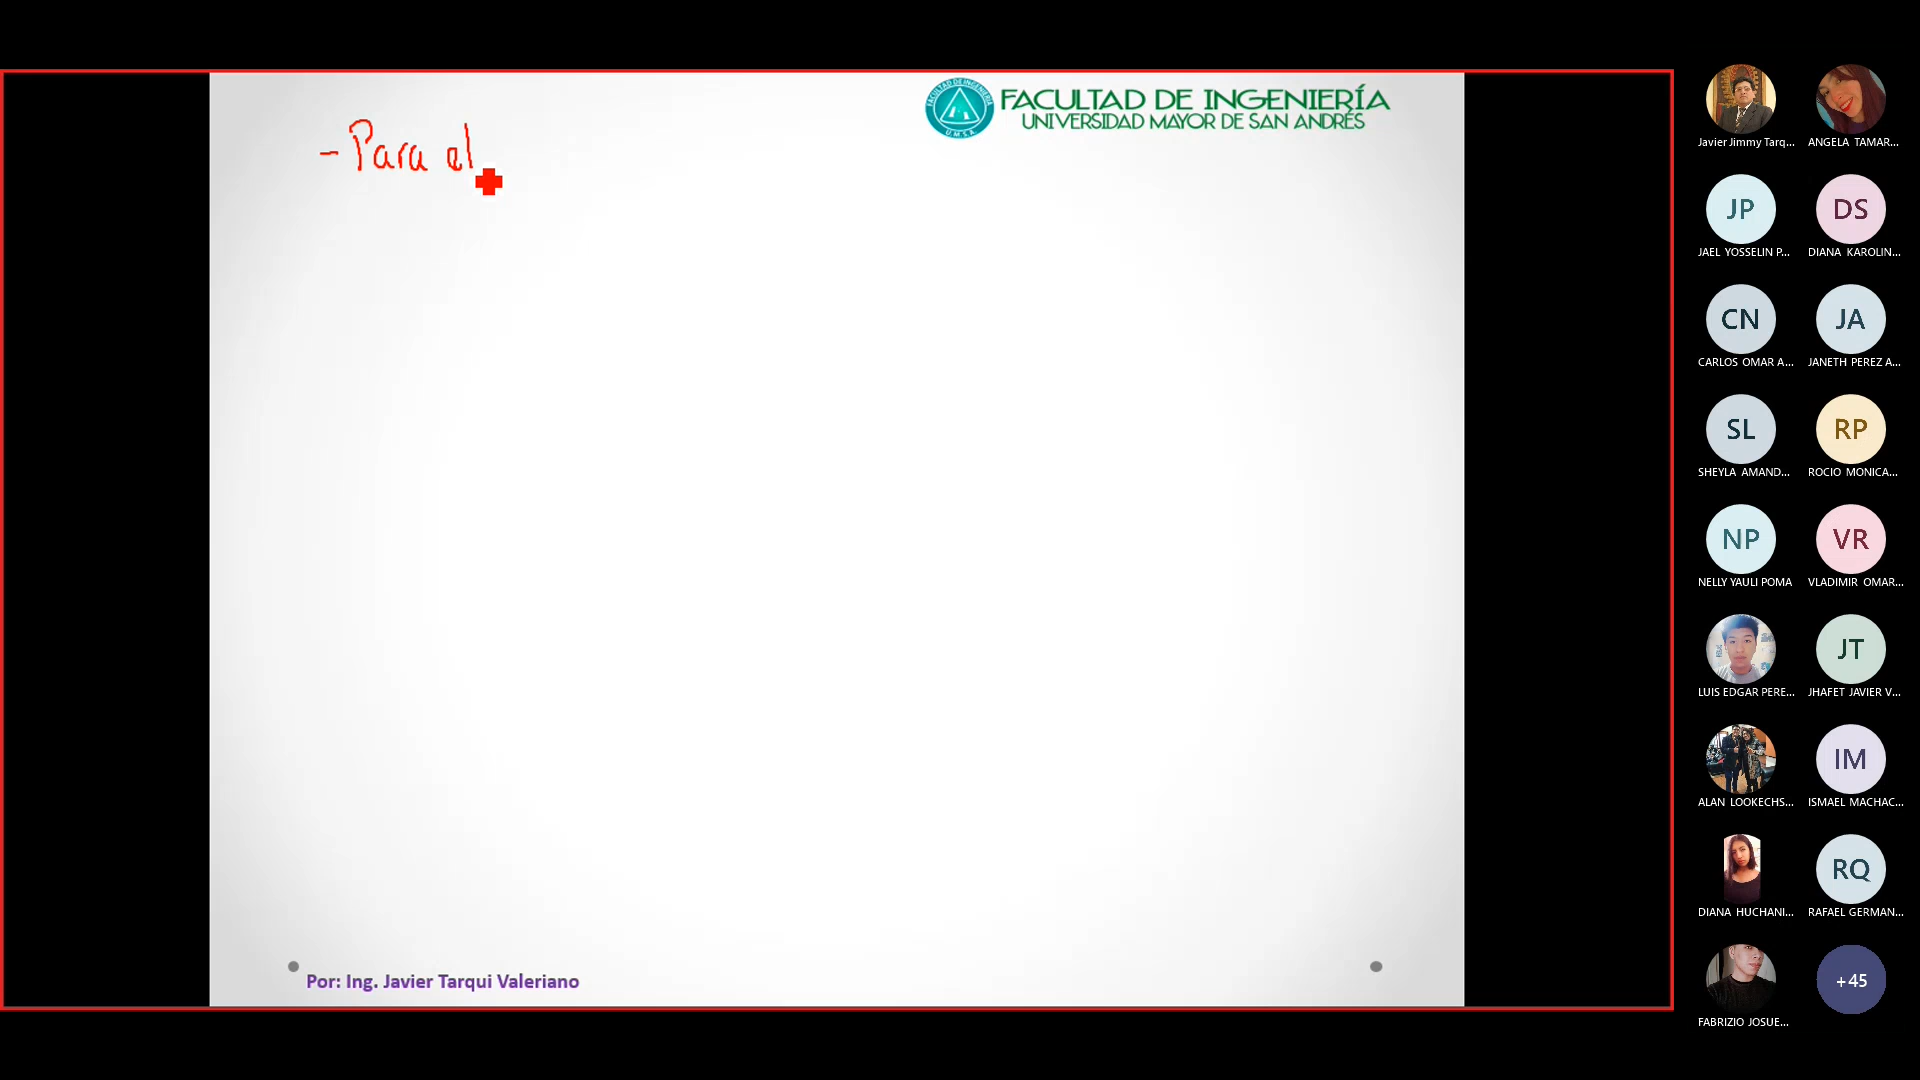 FACULTAD DE INGENIERÍA
UNIVERSIDAD MAYOR DE SAN ANDRÉS
FACULTAD DE INGENIERIA
U.M.S.A.
- Para el
Por: Ing. Javier Tarqui Valeriano
Javier Jimmy Tarq...
ANGELA TAMAR...
JP
DS
JAEL YOSSELIN P...
DIANA KAROLIN...
CN
JA
CARLOS OMAR A...
JANETH PEREZ A...
SL
RP
SHEYLA AMAND...
ROCIO MONICA...
NP
VR
NELLY YAULI POMA
VLADIMIR OMAR...
JT
LUIS EDGAR PERE...
JHAFET JAVIER V...
IM
ALAN LOOKECHS...
ISMAEL MACHAC...
RQ
DIANA HUCHANI...
RAFAEL GERMAN...
+45
FABRIZIO JOSUE...